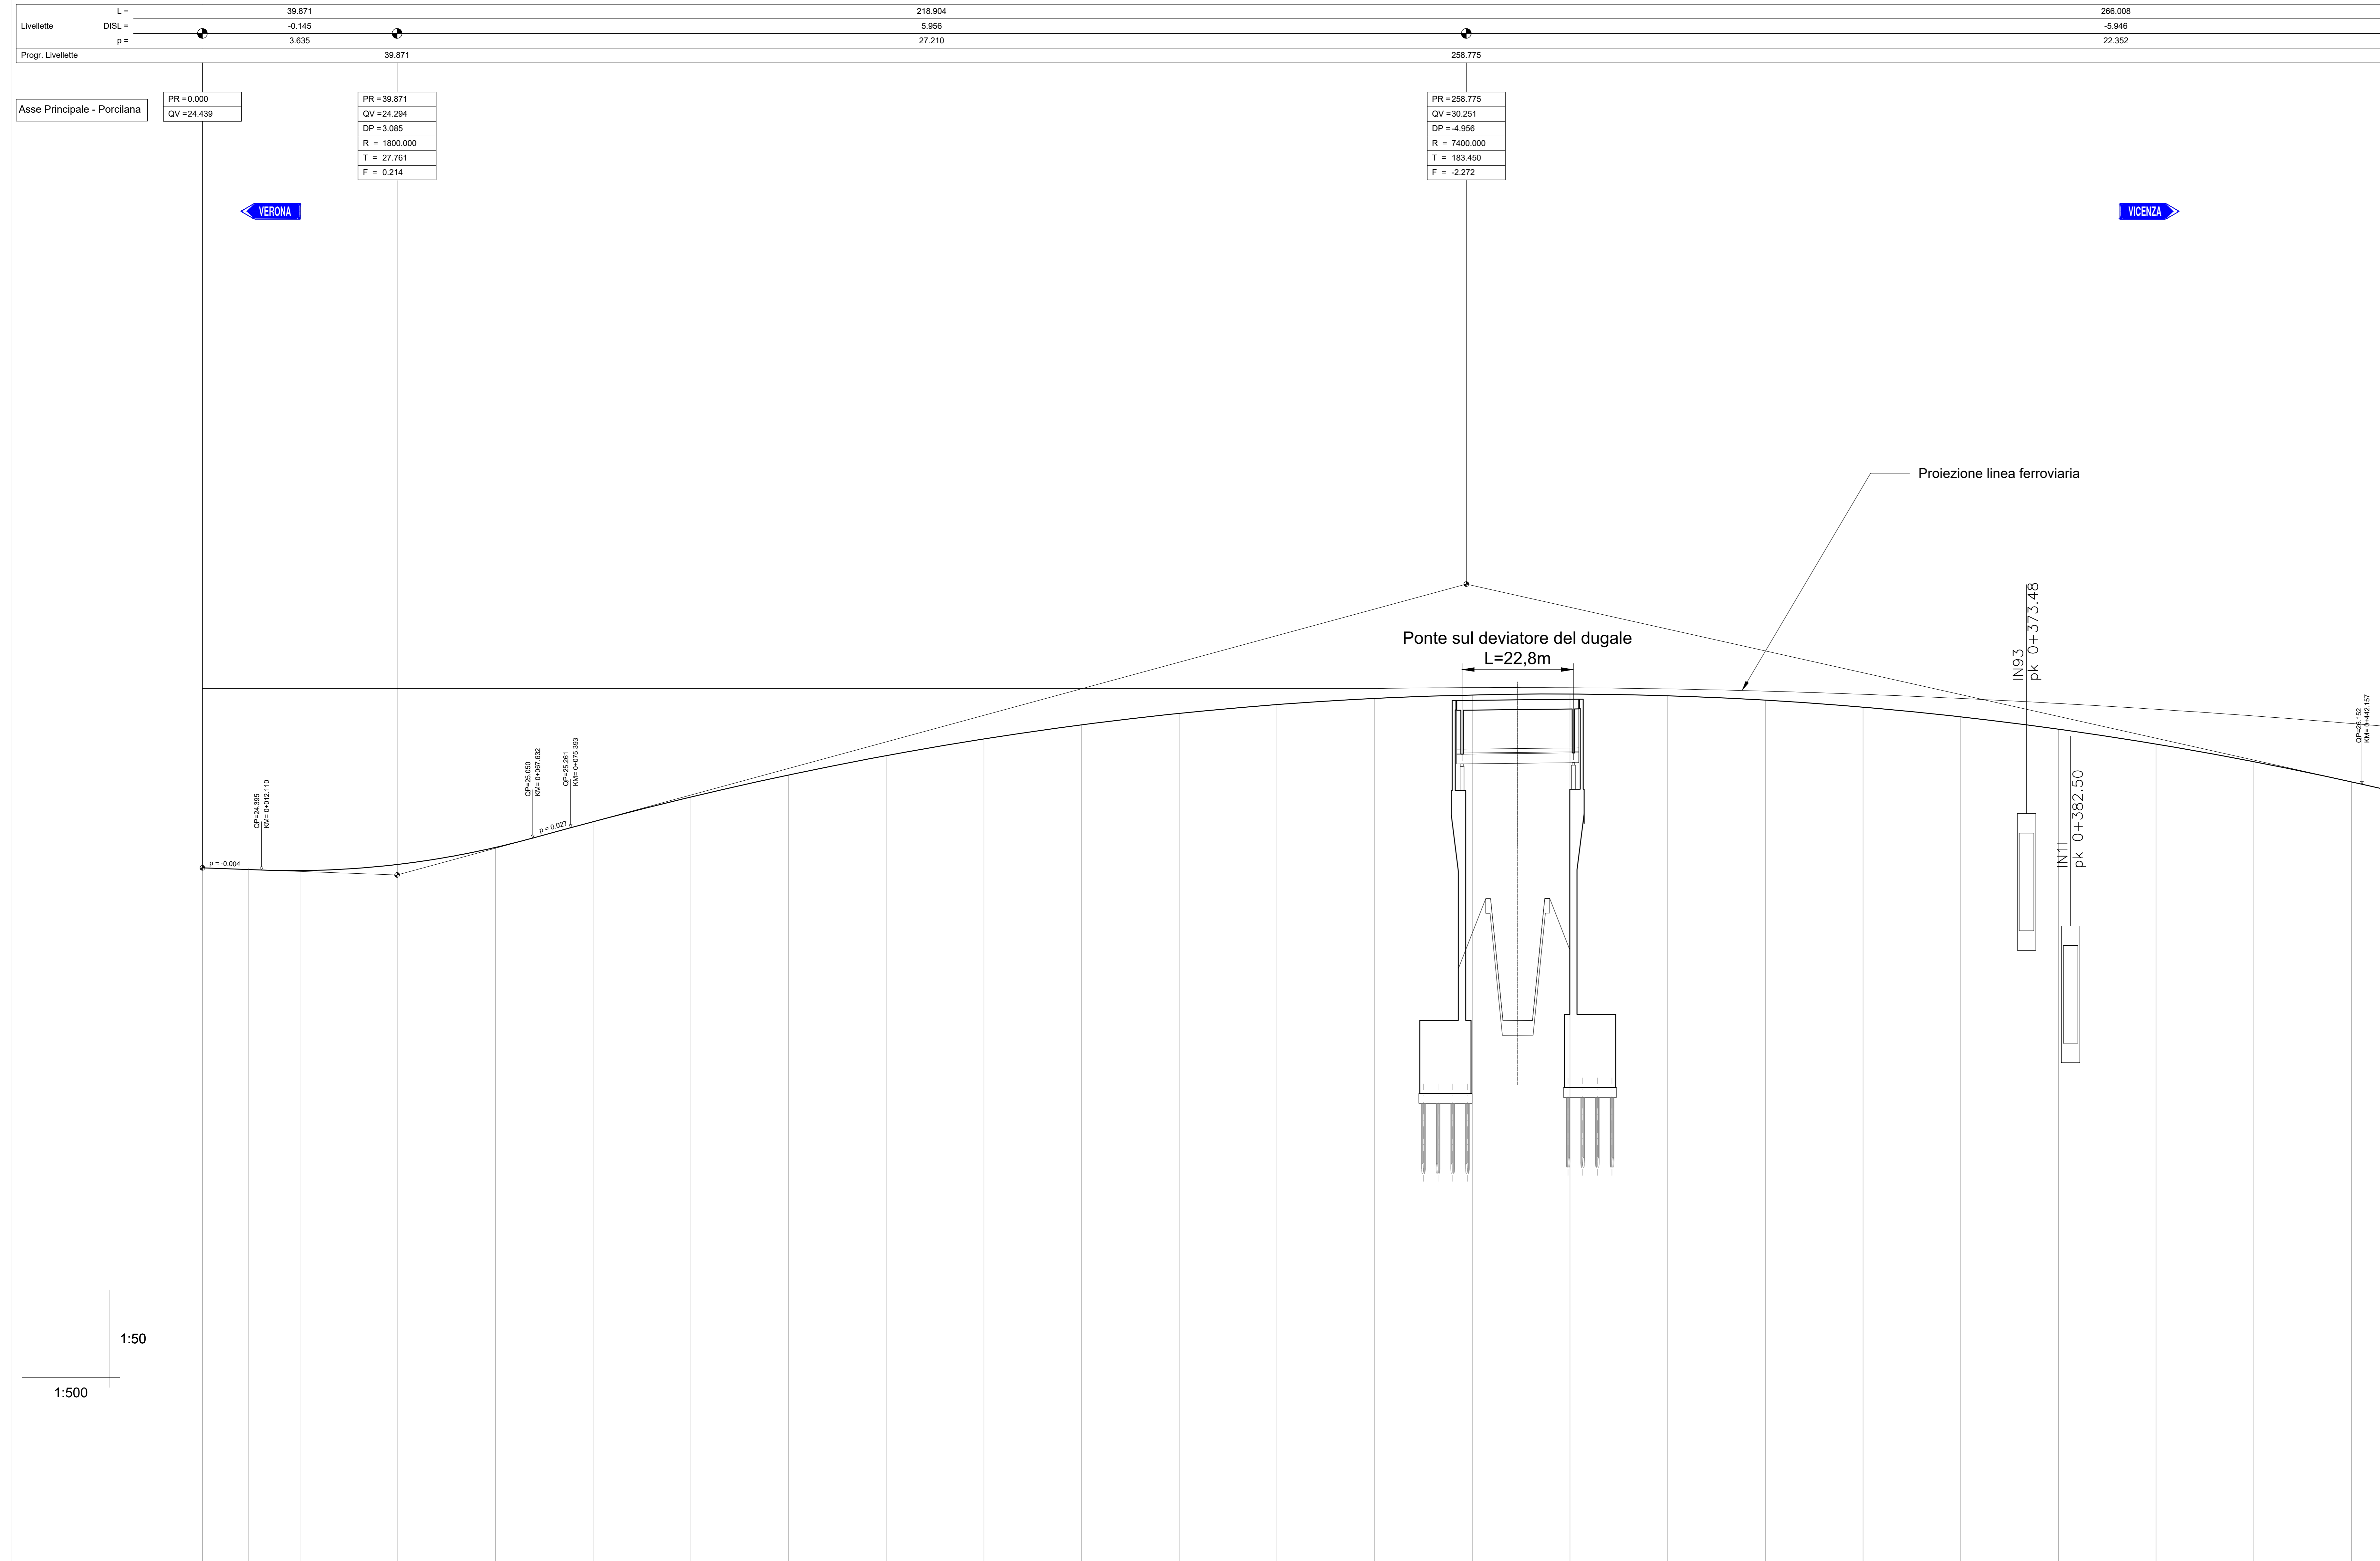 L = 39.871 218.904 266.008
Livellette DISL = -0.145 5.956 -5.946
p = 3.635 27.210 22.352
Progr. Livellette 39.871 258.775
Asse Principale - Porcilana
PR =0.000
QV =24.439
PR =39.871
QV =24.294
DP =3.085
R = 1800.000
T = 27.761
F = 0.214
PR =258.775
QV =30.251
DP =-4.956
R = 7400.000
T = 183.450
F = -2.272
VERONA
VICENZA
Proiezione linea ferroviaria
Ponte sul deviatore del dugale
L=22,8m
IN93
pk 0+373.48
IN1I
pk 0+382.50
QP=26.152
KM= 0+442.157
QP=25.050
KM= 0+067.632
QP=25.261
KM= 0+075.393
QP=24.395
KM= 0+012.110
p = 0.027
p = -0.004
1:50
1:500